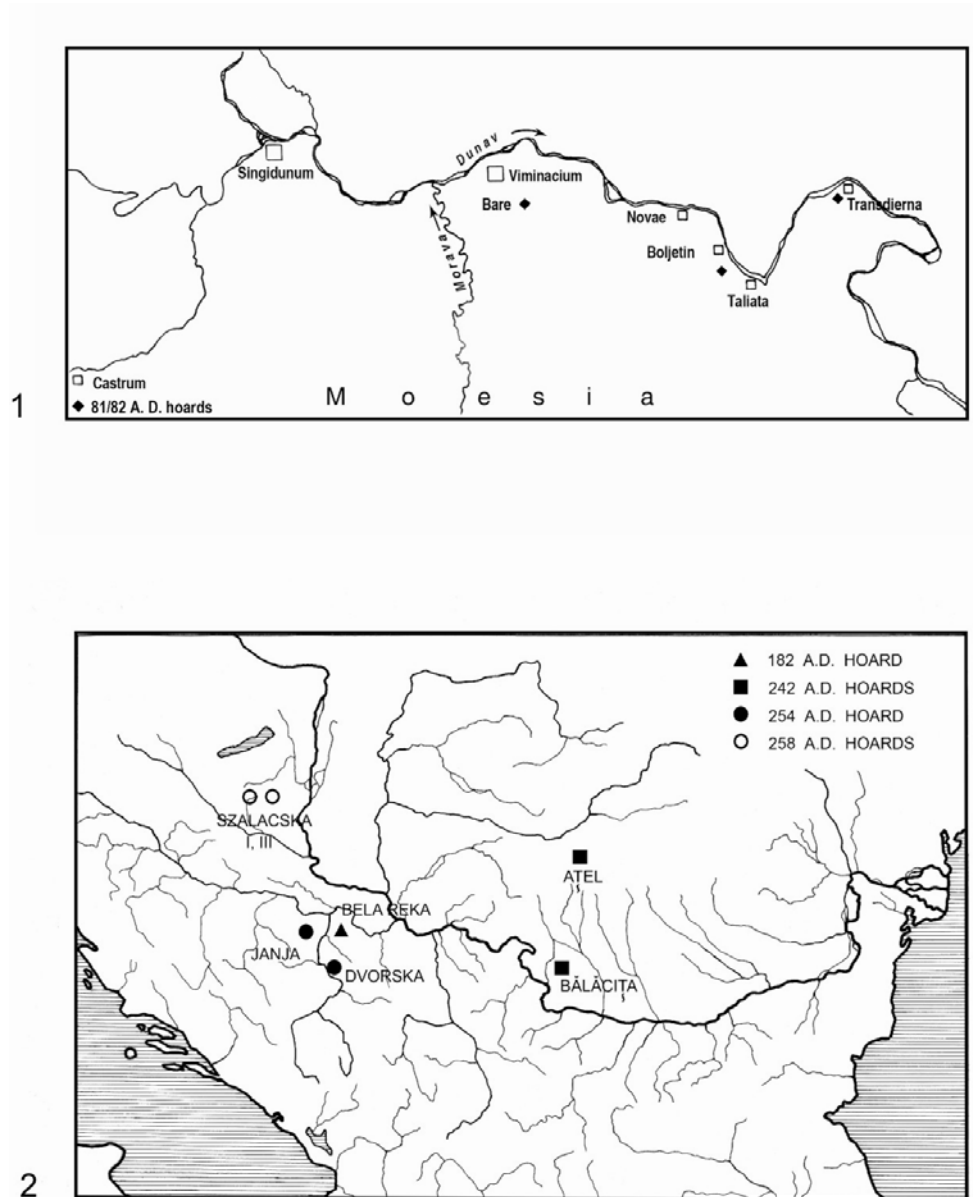 Singidunum
Dunav
Viminacium
Bare
Morava
Novae
Boljetin
Taliata
Transdierna
Castrum
81/82 A. D. hoards
M o e s i a
1
182 A.D. HOARD
242 A.D. HOARDS
254 A.D. HOARD
258 A.D. HOARDS
SZALACSKA
I, III
ATEL
BELA REKA
JANJA
DVORSKA
BĂLĂCITA
2